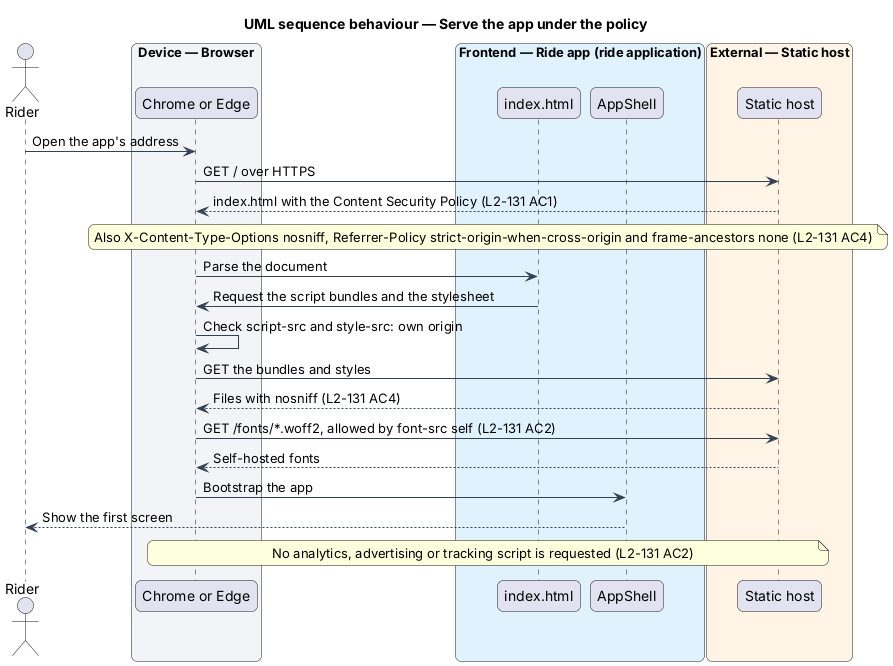 UML sequence behaviour — Serve the app under the policy
Device — Browser
Frontend — Ride app (ride application)
External — Static host
Rider
Chrome or Edge
index.html
AppShell
Static host
Open the app's address
GET / over HTTPS
index.html with the Content Security Policy (L2-131 AC1)
Also X-Content-Type-Options nosniff, Referrer-Policy strict-origin-when-cross-origin and frame-ancestors none (L2-131 AC4)
Parse the document
Request the script bundles and the stylesheet
Check script-src and style-src: own origin
GET the bundles and styles
Files with nosniff (L2-131 AC4)
GET /fonts/*.woff2, allowed by font-src self (L2-131 AC2)
Self-hosted fonts
Bootstrap the app
Show the first screen
No analytics, advertising or tracking script is requested (L2-131 AC2)
Rider
Chrome or Edge
index.html
AppShell
Static host